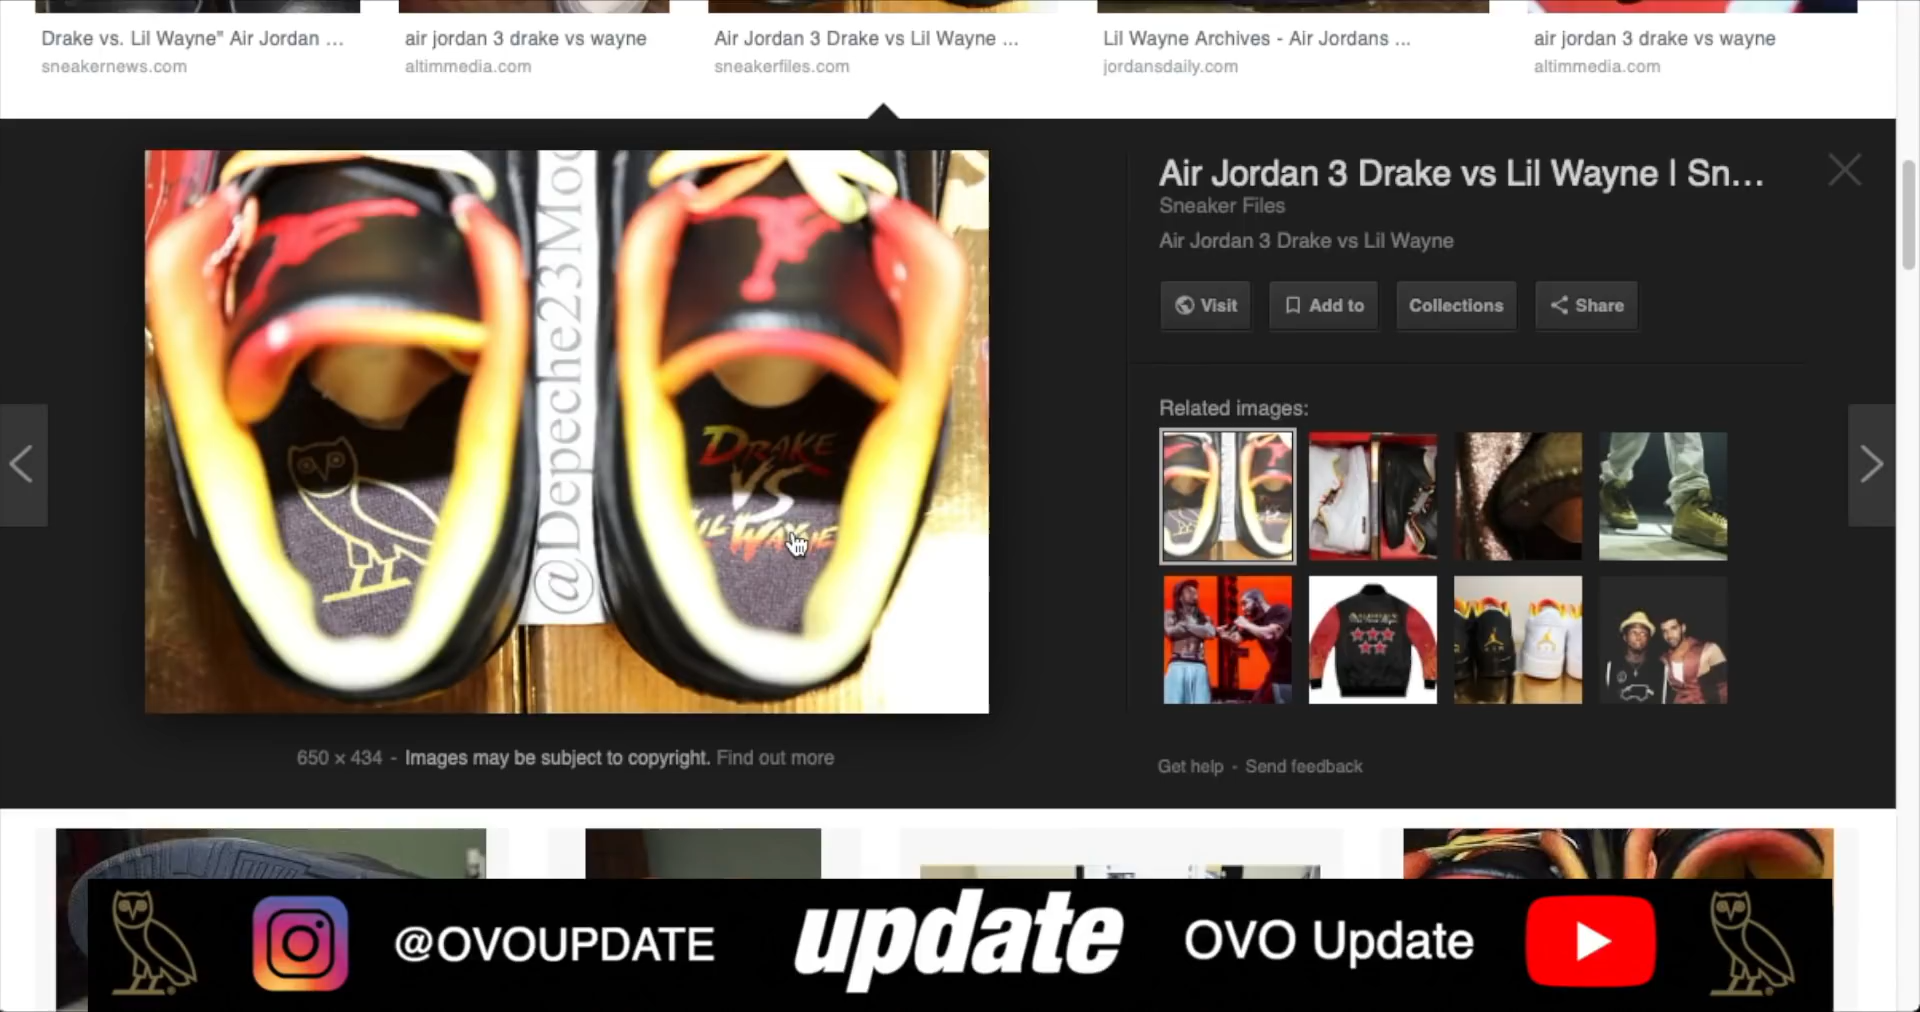 Drake vs. Lil Wayne" Air Jordan ...
sneakernews.com
air jordan 3 drake vs wayne
altimmedia.com
Air Jordan 3 Drake vs Lil Wayne ...
sneakerfiles.com
Lil Wayne Archives - Air Jordans ...
jordansdaily.com
air jordan 3 drake vs wayne
altimmedia.com
@Depeche23Moo
DRAKE
VS
LIL WAYNE
650 × 434 - Images may be subject to copyright. Find out more
Air Jordan 3 Drake vs Lil Wayne | Sn...
Sneaker Files
Air Jordan 3 Drake vs Lil Wayne
Visit
Add to
Collections
Share
Related images:
Get help - Send feedback
@OVOUPDATE
update
OVO Update